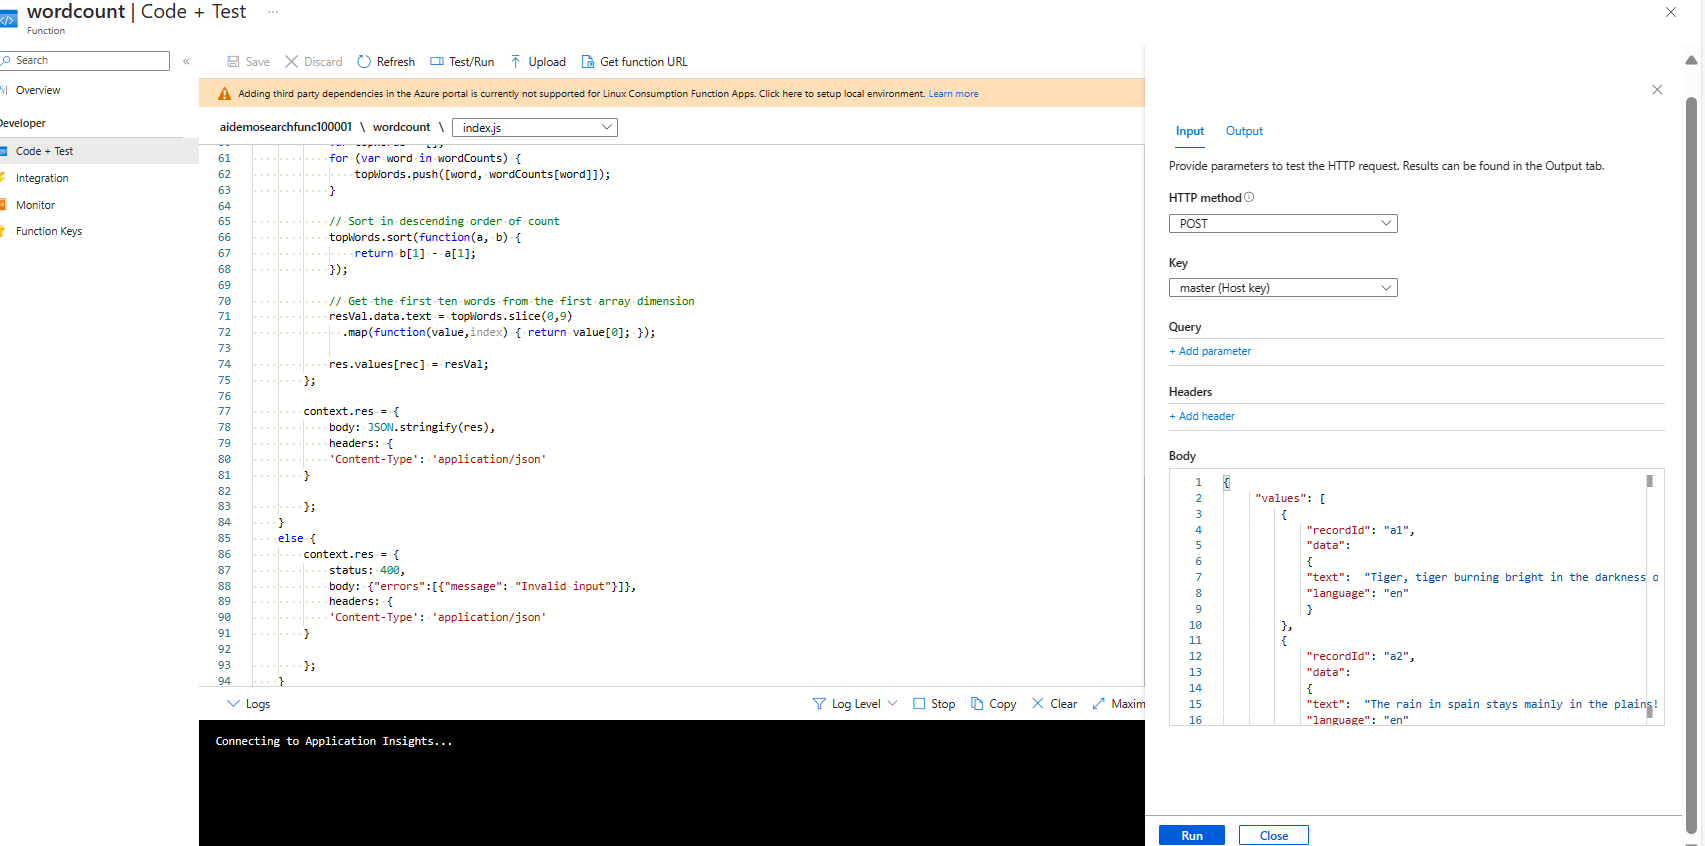 wordcount | Code + Test ...
Function
Search
«
Overview
Developer
Code + Test
Integration
Monitor
Function Keys
Save Discard Refresh Test/Run Upload Get function URL
Adding third party dependencies in the Azure portal is currently not supported for Linux Consumption Function Apps. Click here to setup local environment. Learn more
aidemosearchfunc100001 \ wordcount \ index.js
61 for (var word in wordCounts) {
62 topWords.push([word, wordCounts[word]]);
63 }
64
65 // Sort in descending order of count
66 topWords.sort(function(a, b) {
67 return b[1] - a[1];
68 });
69
70 // Get the first ten words from the first array dimension
71 resVal.data.text = topWords.slice(0,9)
72 .map(function(value,index) { return value[0]; });
73
74 res.values[rec] = resVal;
75 };
76
77 context.res = {
78 body: JSON.stringify(res),
79 headers: {
80 'Content-Type': 'application/json'
81 }
82
83 };
84 }
85 else {
86 context.res = {
87 status: 400,
88 body: {"errors":[{"message": "Invalid input"}]},
89 headers: {
90 'Content-Type': 'application/json'
91 }
92
93 };
94 }
Logs
Log Level Stop Copy Clear Maxim
Connecting to Application Insights...
Input Output
Provide parameters to test the HTTP request. Results can be found in the Output tab.
HTTP method
POST
Key
master (Host key)
Query
+ Add parameter
Headers
+ Add header
Body
1 {
2 "values": [
3 {
4 "recordId": "a1",
5 "data":
6 {
7 "text": "Tiger, tiger burning bright in the darkness o
8 "language": "en"
9 }
10 },
11 {
12 "recordId": "a2",
13 "data":
14 {
15 "text": "The rain in spain stays mainly in the plains!
16 "language": "en"
Run Close